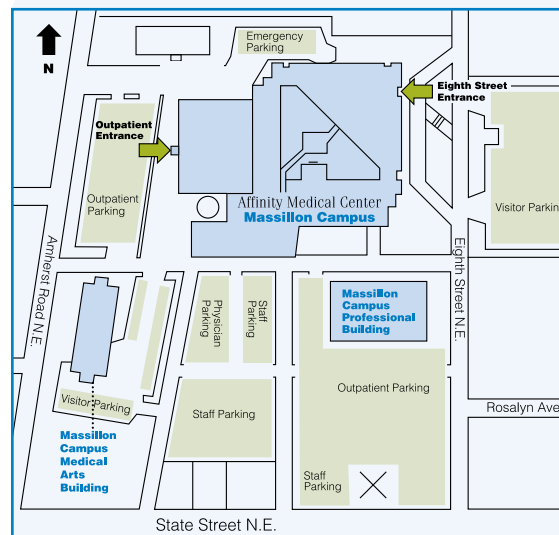 Emergency
Parking
N
Eighth Street
Entrance
Outpatient
Entrance
Outpatient
Parking
Affinity Medical Center
Massillon Campus
Visitor Parkin
Amherst Road N.E.
Eighth Street N.E.
Physician
Parking
Staff
Parking
Massillon
Campus
Professional
Building
Visitor Parking
Staff Parking
Outpatient Parking
Rosalyn Ave
Massillon
Campus
Medical
Arts
Building
Staff
Parking
State Street N.E.